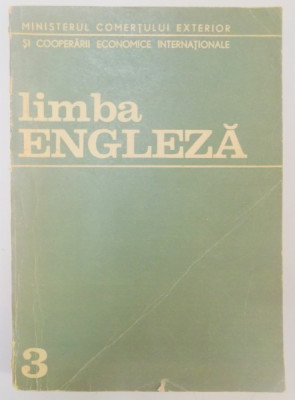 MINISTERUL COMERȚULUI EXTERIOR
ȘI COOPERĂRII ECONOMICE INTERNAȚIONALE
limba
ENGLEZĂ
3